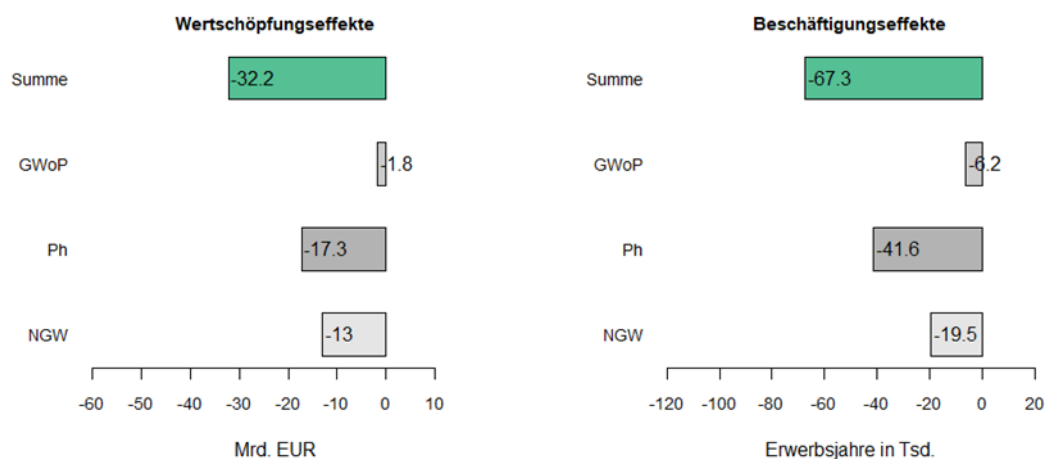 Wertschöpfungseffekte
Summe
-32.2
GWoP
-1.8
Ph
-17.3
NGW
-13
-60 -50 -40 -30 -20 -10 0 10
Mrd. EUR
Beschäftigungseffekte
Summe
-67.3
GWoP
-6.2
Ph
-41.6
NGW
-19.5
-120 -100 -80 -60 -40 -20 0 20
Erwerbsjahre in Tsd.